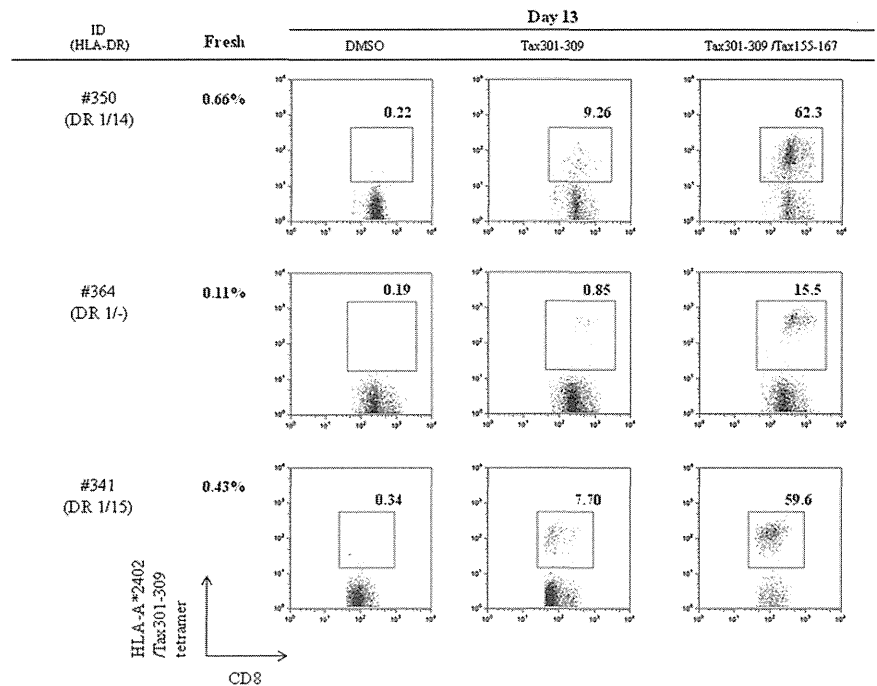 Day 13
ID
(HLA-DR)
Fresh
DMSO
Tax301-309
Tax301-309 /Tax155-167
#350
(DR 1/14)
0.66%
0.22
9.26
62.3
#364
(DR 1/-)
0.11%
0.19
0.85
15.5
#341
(DR 1/15)
0.43%
0.34
7.70
59.6
HLA-A*2402
/Tax301-309
tetramer
CD8